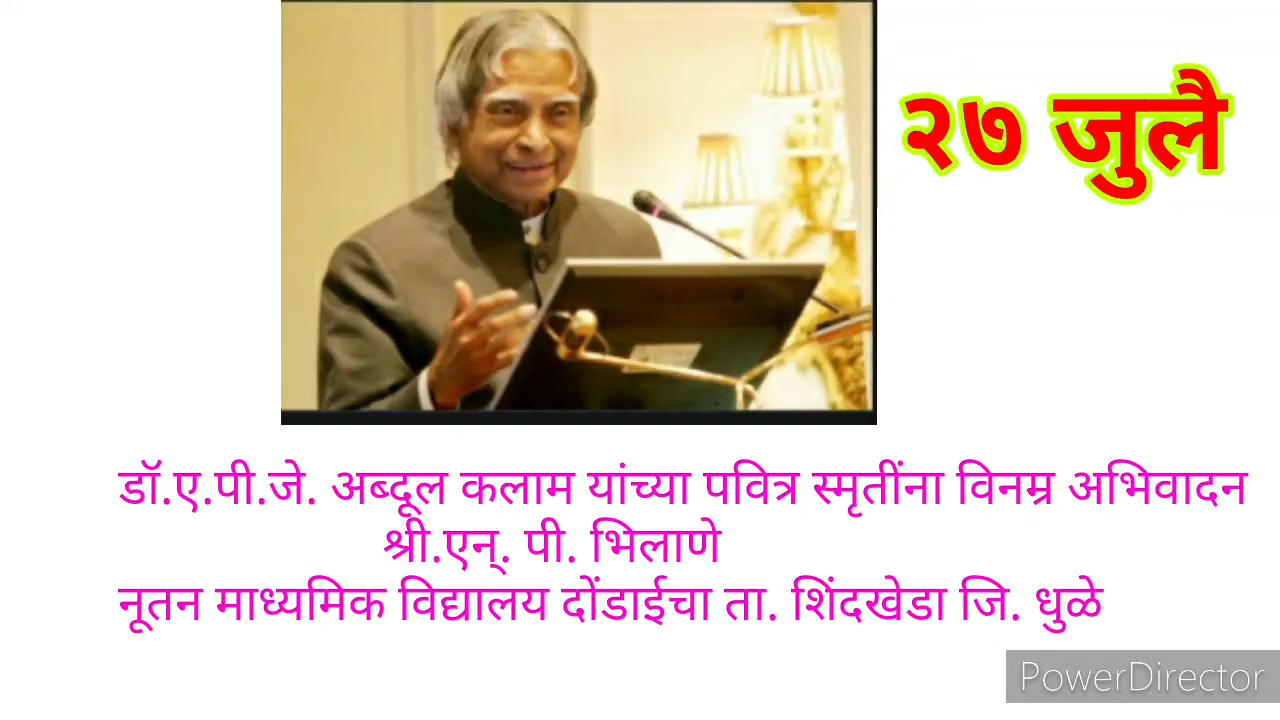 २७ जुलै
डॉ.ए.पी.जे. अब्दूल कलाम यांच्या पवित्र स्मृतींना विनम्र अभिवादन
श्री.एन्. पी. भिलाणे
नूतन माध्यमिक विद्यालय दोंडाईचा ता. शिंदखेडा जि. धुळे
PowerDirector